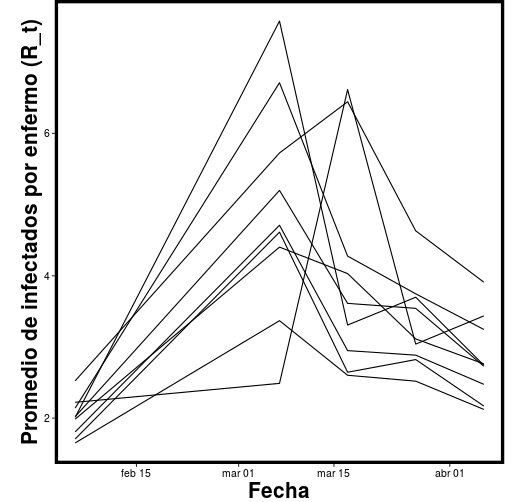 Promedio de infectados por enfermo (R_t)
6
4
2
feb 15
mar 01
mar 15
abr 01
Fecha